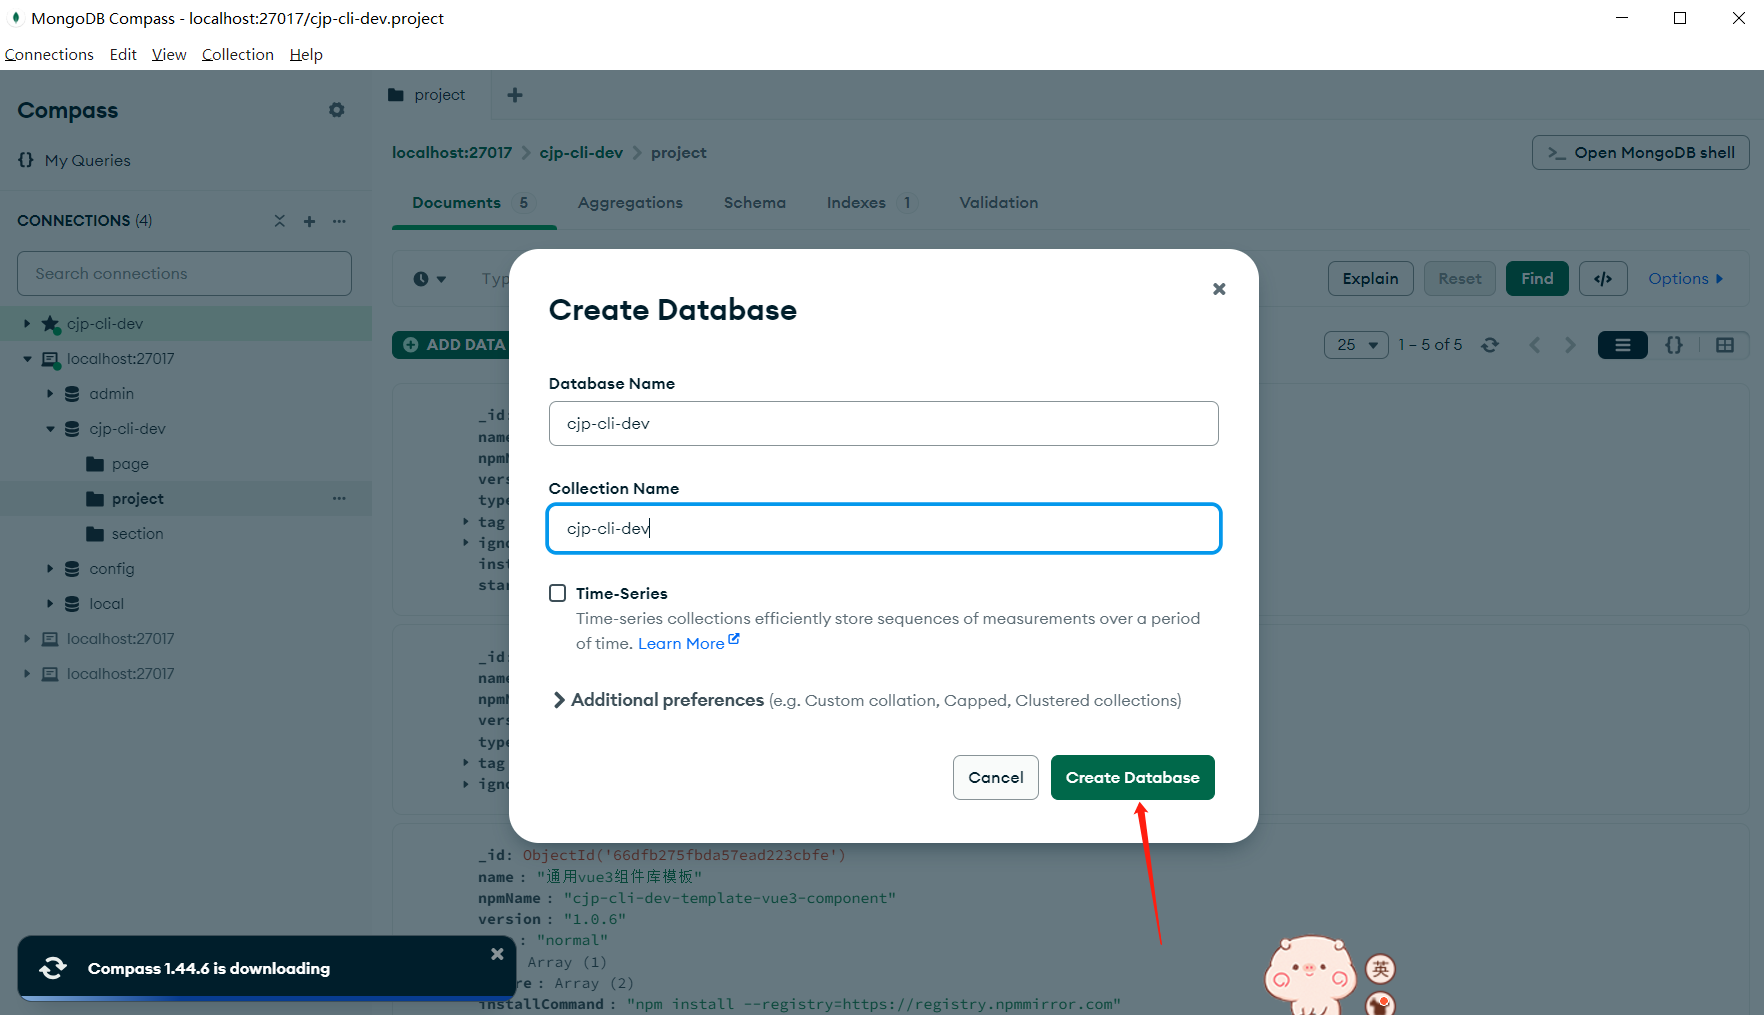 MongoDB Compass - localhost:27017/cjp-cli-dev.project
Connections Edit View Collection Help
Compass
{} My Queries
CONNECTIONS (4)
Search connections
cjp-cli-dev
localhost:27017
admin
cjp-cli-dev
page
project
section
config
local
localhost:27017
localhost:27017
project
localhost:27017 > cjp-cli-dev > project
>_ Open MongoDB shell
Documents 5 Aggregations Schema Indexes 1 Validation
Typ
Explain Reset Find </> Options
ADD DATA
25 1 – 5 of 5 {}
_id:
name
npmN
vers
type
tag
igno
inst
star
_id:
name
npmN
vers
type
tag
igno
Create Database
Database Name
cjp-cli-dev
Collection Name
cjp-cli-dev
Time-Series
Time-series collections efficiently store sequences of measurements over a period
of time. Learn More
Additional preferences (e.g. Custom collation, Capped, Clustered collections)
Cancel Create Database
_id: ObjectId('66dfb275fbda57ead223cbfe')
name : "通用vue3组件库模板"
npmName : "cjp-cli-dev-template-vue3-component"
version : "1.0.6"
: "normal"
Array (1)
re : Array (2)
installCommand : "npm install --registry=https://registry.npmmirror.com"
Compass 1.44.6 is downloading
英